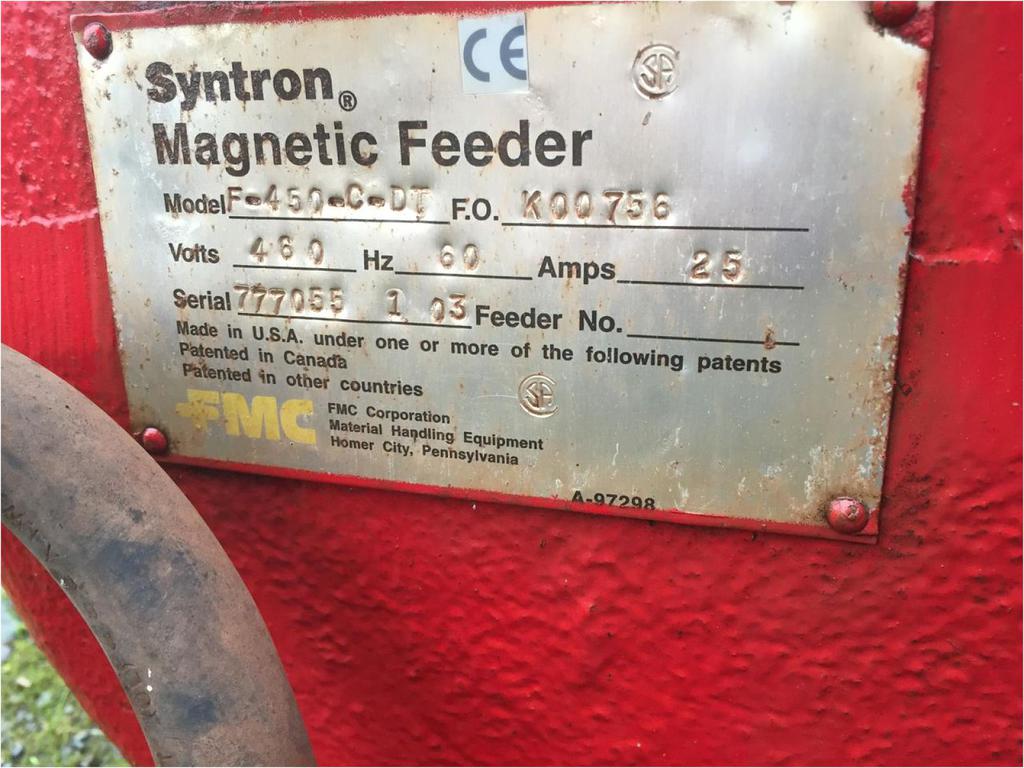 CE
SA
Syntron®
Magnetic Feeder
Model F-450-C-DT F.O. K00756
Volts 460 Hz 60 Amps 25
Serial 777055 1 03 Feeder No.
Made in U.S.A. under one or more of the following patents
Patented in Canada
Patented in other countries
SA
FMC
FMC Corporation
Material Handling Equipment
Homer City, Pennsylvania
A-97298